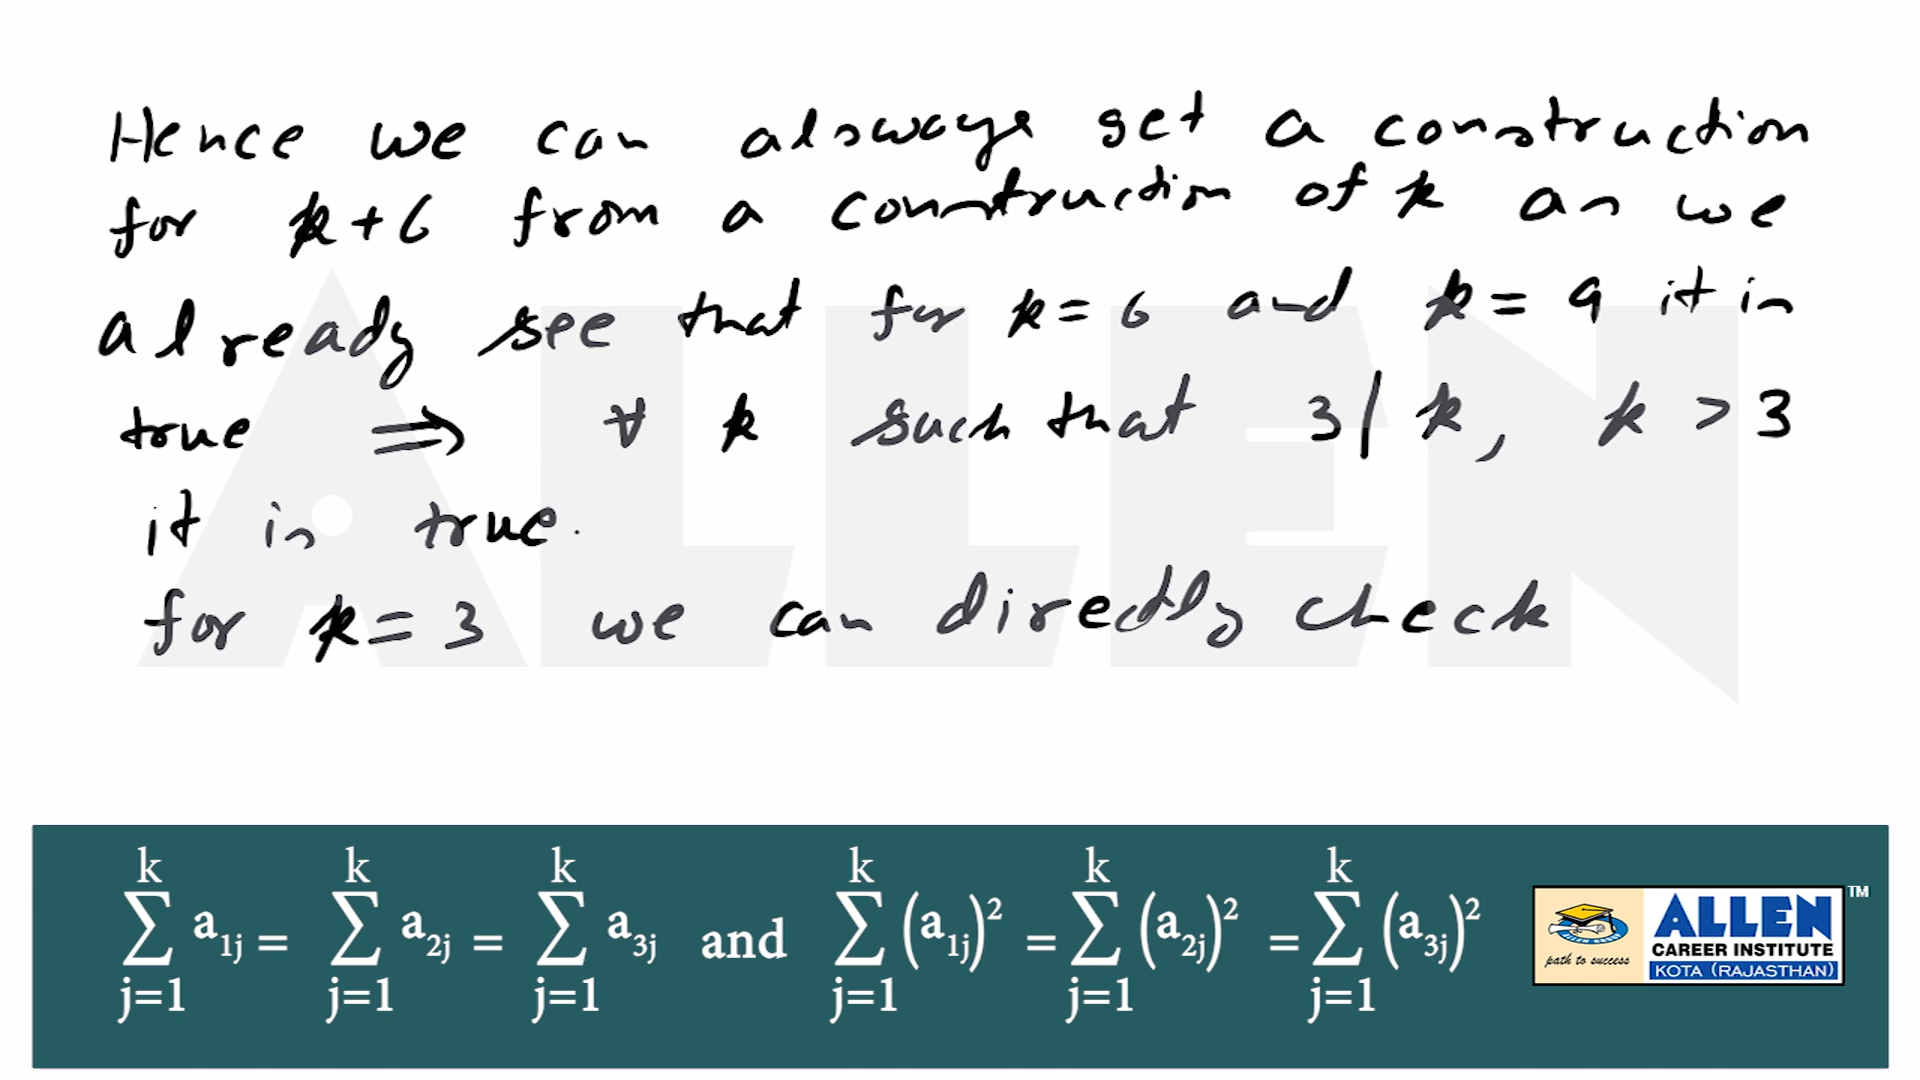 Hence we can always get a construction
for k+6 from a construction of k as we
already see that for k = 6 and k = 9 it is
true ⇒ ∀ k such that 3 | k, k > 3
it is true.
for k = 3 we can directly check
ALLEN
k k k k k k
∑ a₁ⱼ = ∑ a₂ⱼ = ∑ a₃ⱼ and ∑ (a₁ⱼ)² = ∑ (a₂ⱼ)² = ∑ (a₃ⱼ)²
j=1 j=1 j=1 j=1 j=1 j=1
ALLEN TM
CAREER INSTITUTE
path to success
KOTA (RAJASTHAN)